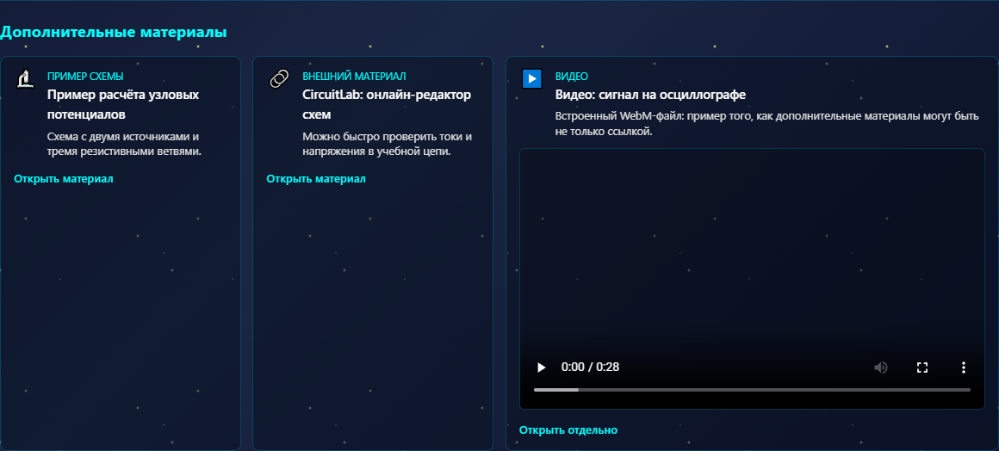 Дополнительные материалы
ПРИМЕР СХЕМЫ
Пример расчёта узловых
потенциалов
Схема с двумя источниками и
тремя резистивными ветвями.
Открыть материал
ВНЕШНИЙ МАТЕРИАЛ
CircuitLab: онлайн-редактор
схем
Можно быстро проверить токи и
напряжения в учебной цепи.
Открыть материал
ВИДЕО
Видео: сигнал на осциллографе
Встроенный WebM-файл: пример того, как дополнительные материалы могут быть
не только ссылкой.
0:00 / 0:28
Открыть отдельно